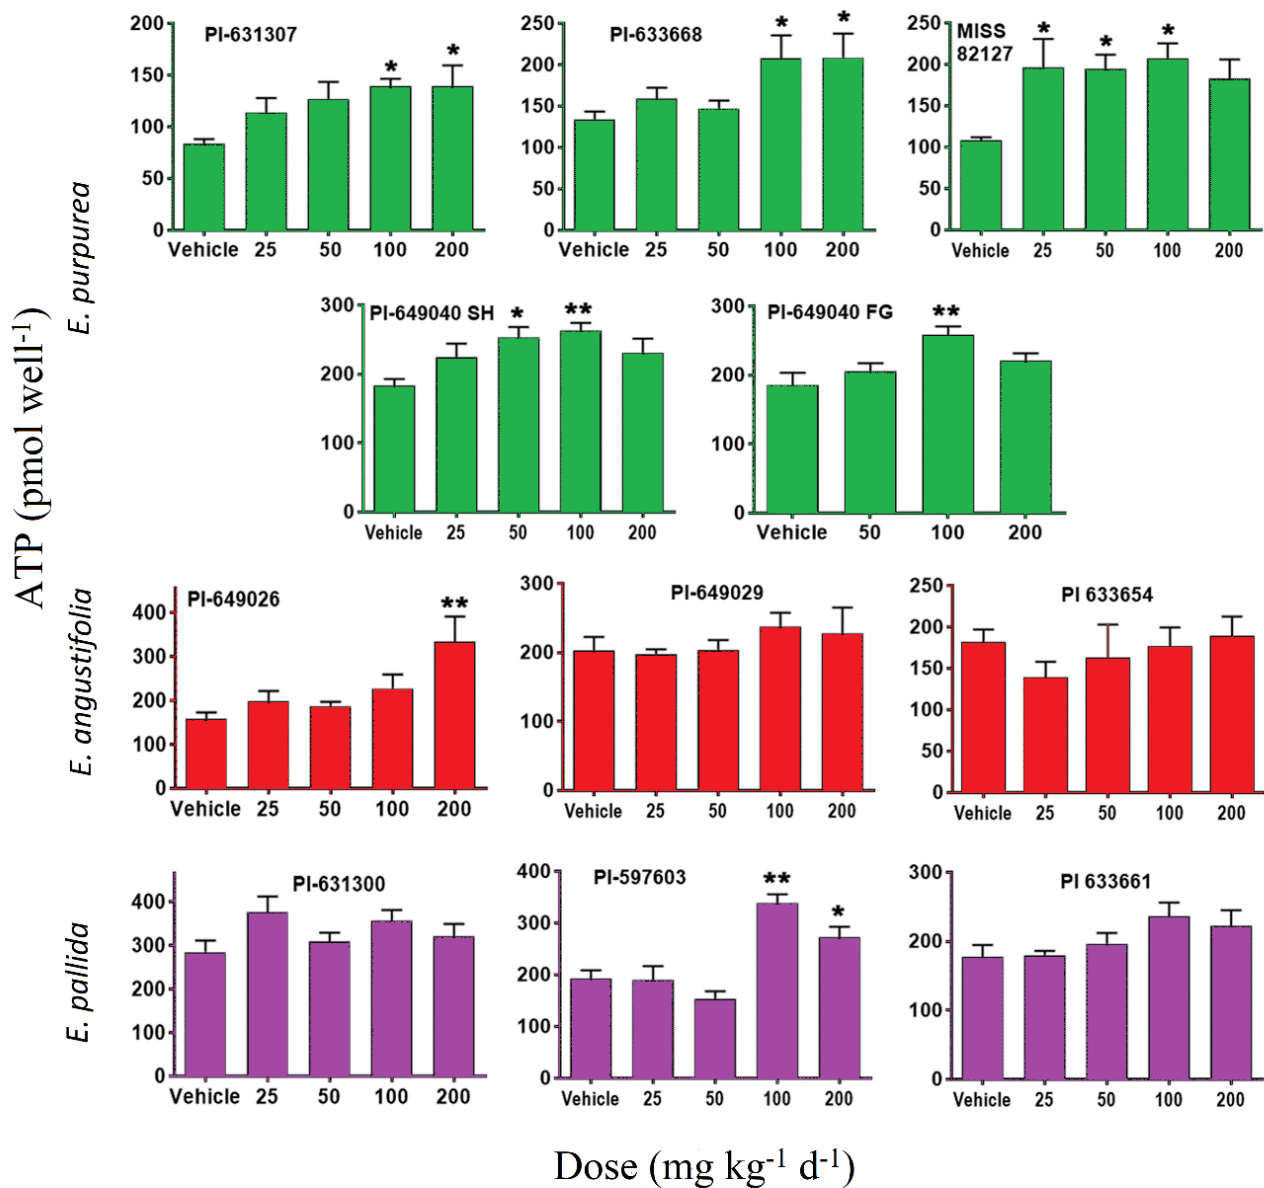 E. purpurea
E. angustifolia
E. pallida
ATP (pmol well-1)
PI-631307
200
150
100
50
0
*
*
Vehicle 25 50 100 200
PI-633668
250
200
150
100
50
0
*
*
Vehicle 25 50 100 200
MISS
82127
250
200
150
100
50
0
* * *
Vehicle 25 50 100 200
PI-649040 SH
300
200
100
0
* **
Vehicle 25 50 100 200
PI-649040 FG
300
200
100
0
**
Vehicle 50 100 200
PI-649026
400
300
200
100
0
**
Vehicle 25 50 100 200
PI-649029
300
200
100
0
Vehicle 25 50 100 200
PI 633654
250
200
150
100
50
0
Vehicle 25 50 100 200
PI-631300
400
300
200
100
0
Vehicle 25 50 100 200
PI-597603
400
300
200
100
0
**
*
Vehicle 25 50 100 200
PI 633661
300
200
100
0
Vehicle 25 50 100 200
Dose (mg kg-1 d-1)